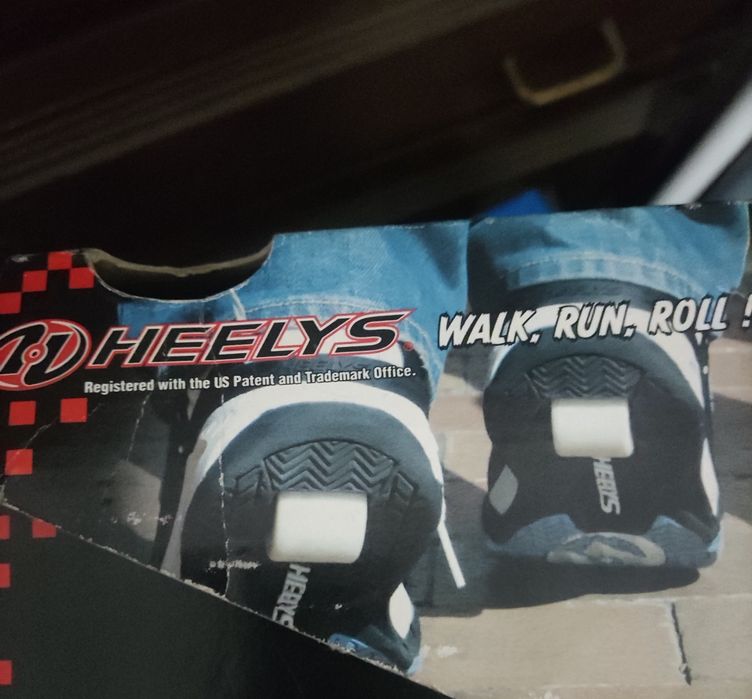 HEELYS®
WALK, RUN, ROLL !
Registered with the US Patent and Trademark Office.
HEELYS
HEELYS